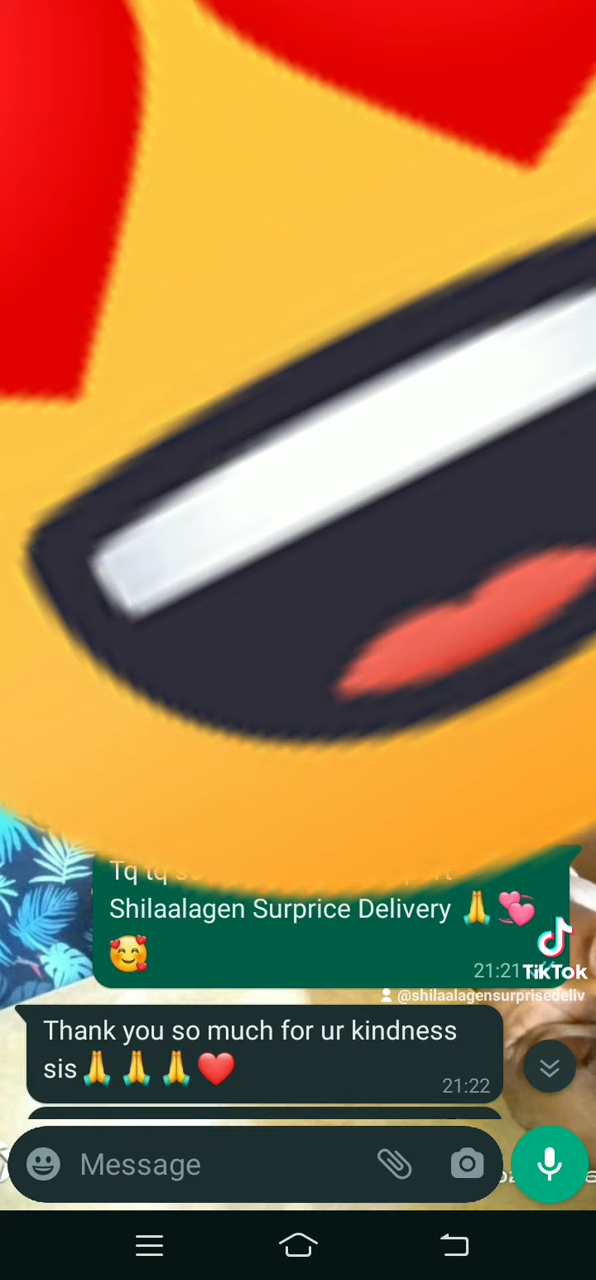 Tq tq
Shilaalagen Surprice Delivery 🙏💞
🥰
21:21
TikTok
@shilaalagensurprisedeliv
Thank you so much for ur kindness
sis🙏🙏🙏❤️
21:22
Message